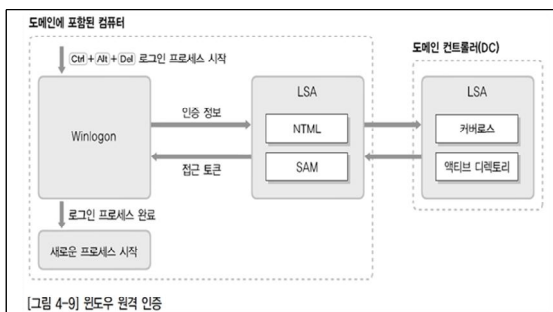 도메인에 포함된 컴퓨터
Ctrl + Alt + Del 로그인 프로세스 시작
도메인 컨트롤러(DC)
Winlogon
인증 정보
접근 토큰
LSA
NTML
SAM
LSA
커버로스
액티브 디렉토리
로그인 프로세스 완료
새로운 프로세스 시작
[그림 4-9] 윈도우 원격 인증